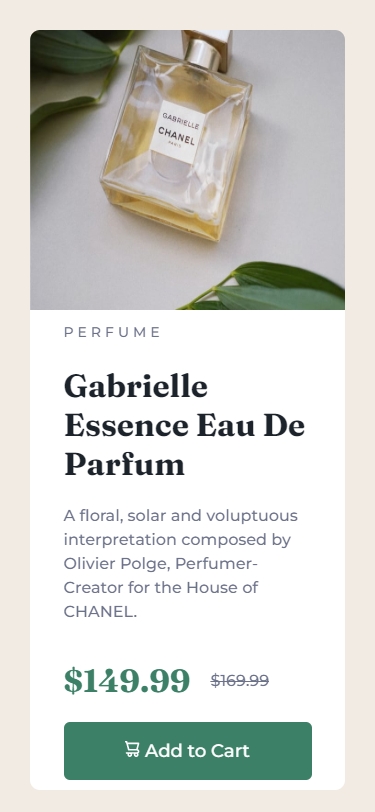 GABRIELLE
CHANEL
PARIS
PERFUME
Gabrielle
Essence Eau De
Parfum
A floral, solar and voluptuous
interpretation composed by
Olivier Polge, Perfumer-
Creator for the House of
CHANEL.
$149.99 $169.99
Add to Cart